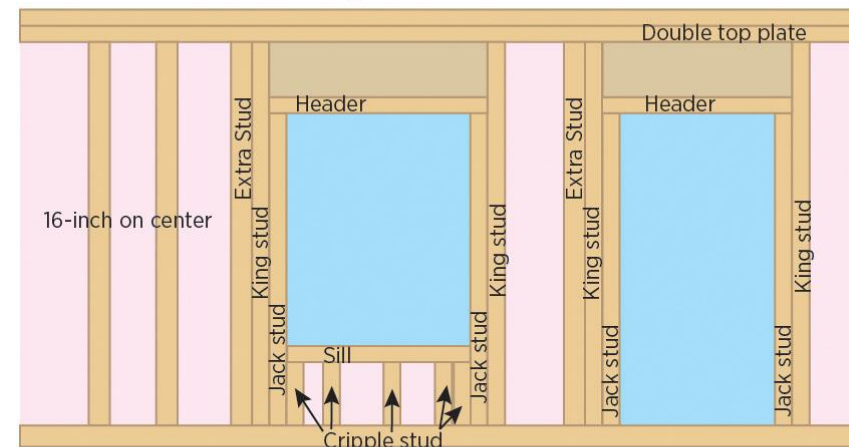 Double top plate
Header
Header
Extra Stud
Extra Stud
16-inch on center
King stud
King stud
King stud
King stud
Jack stud
Jack stud
Jack stud
Jack stud
Sill
Cripple stud